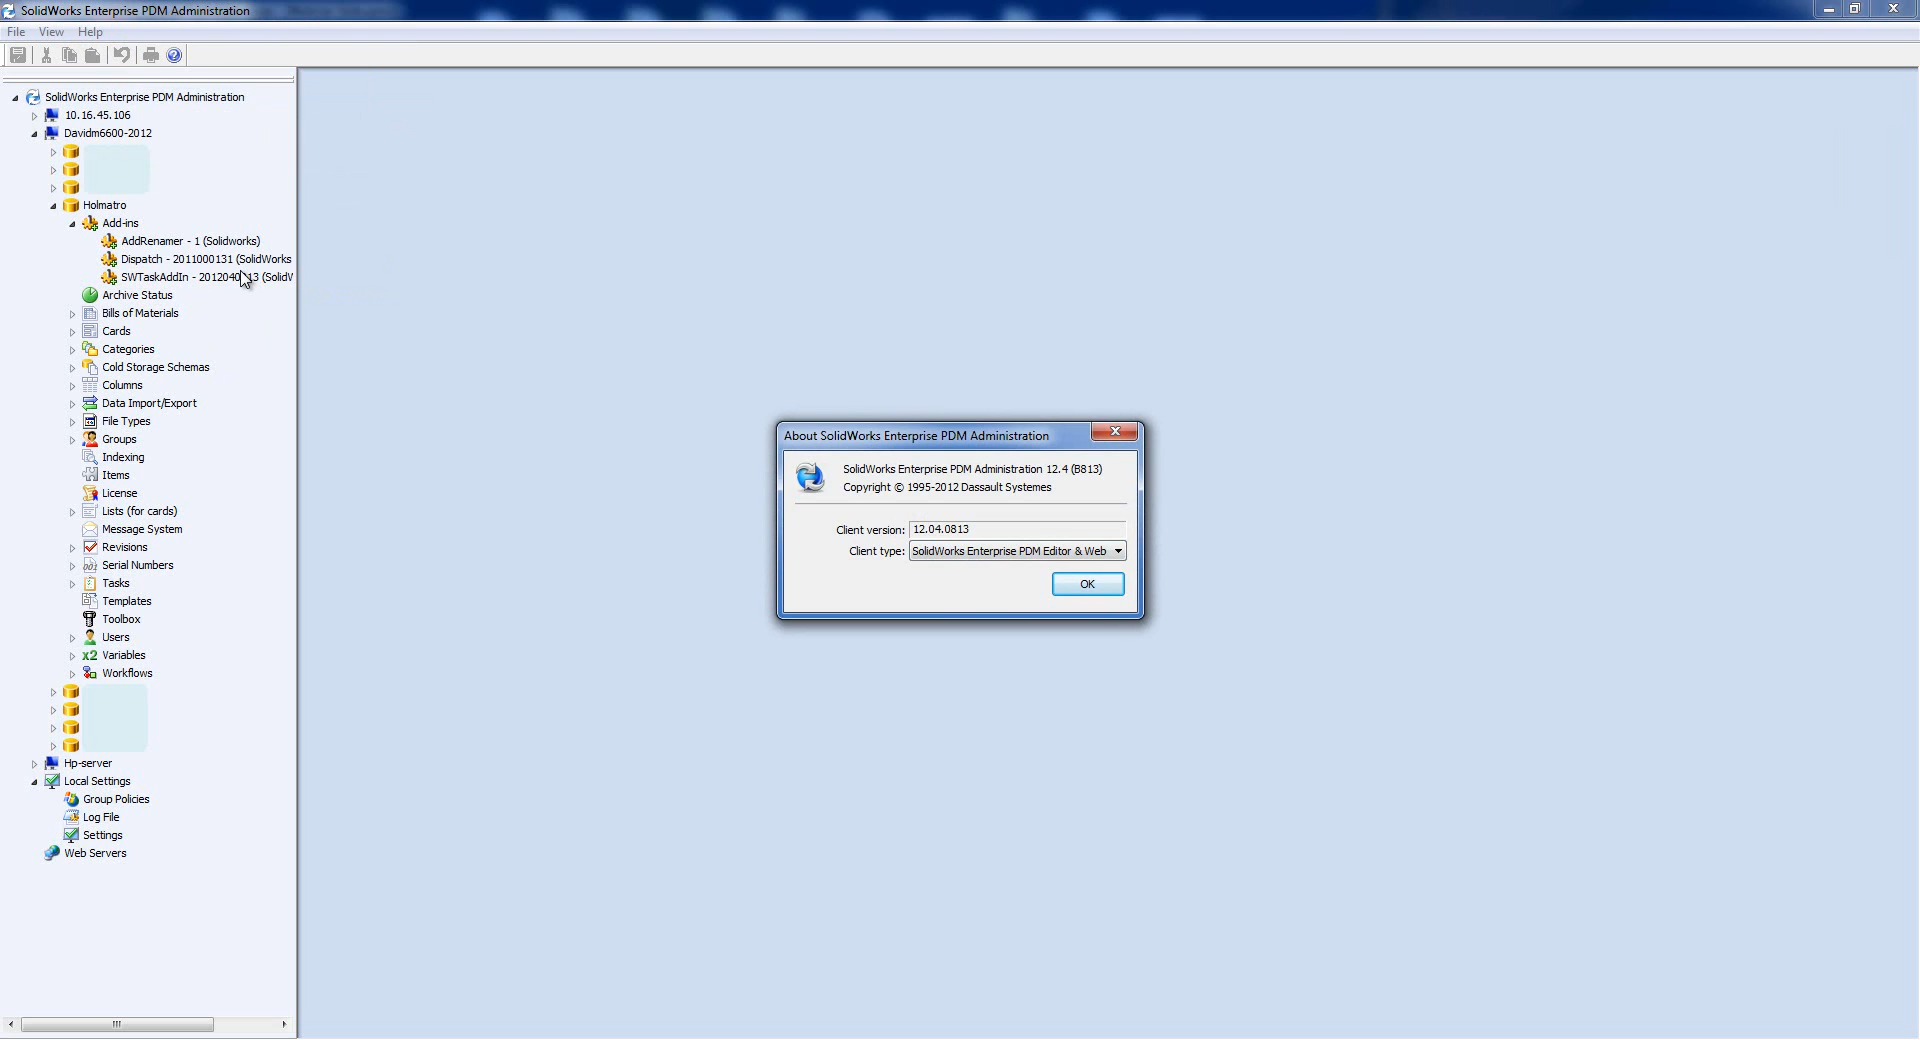 SolidWorks Enterprise PDM Administration
File View Help
SolidWorks Enterprise PDM Administration
10.16.45.106
Davidm6600-2012
Holmatro
Add-ins
AddRenamer - 1 (Solidworks)
Dispatch - 2011000131 (SolidWorks
SWTaskAddIn - 2012040 13 (SolidW
Archive Status
Bills of Materials
Cards
Categories
Cold Storage Schemas
Columns
Data Import/Export
File Types
Groups
Indexing
Items
License
Lists (for cards)
Message System
Revisions
Serial Numbers
Tasks
Templates
Toolbox
Users
Variables
Workflows
Hp-server
Local Settings
Group Policies
Log File
Settings
Web Servers
About SolidWorks Enterprise PDM Administration
SolidWorks Enterprise PDM Administration 12.4 (B813)
Copyright © 1995-2012 Dassault Systemes
Client version: 12.04.0813
Client type: SolidWorks Enterprise PDM Editor & Web
OK